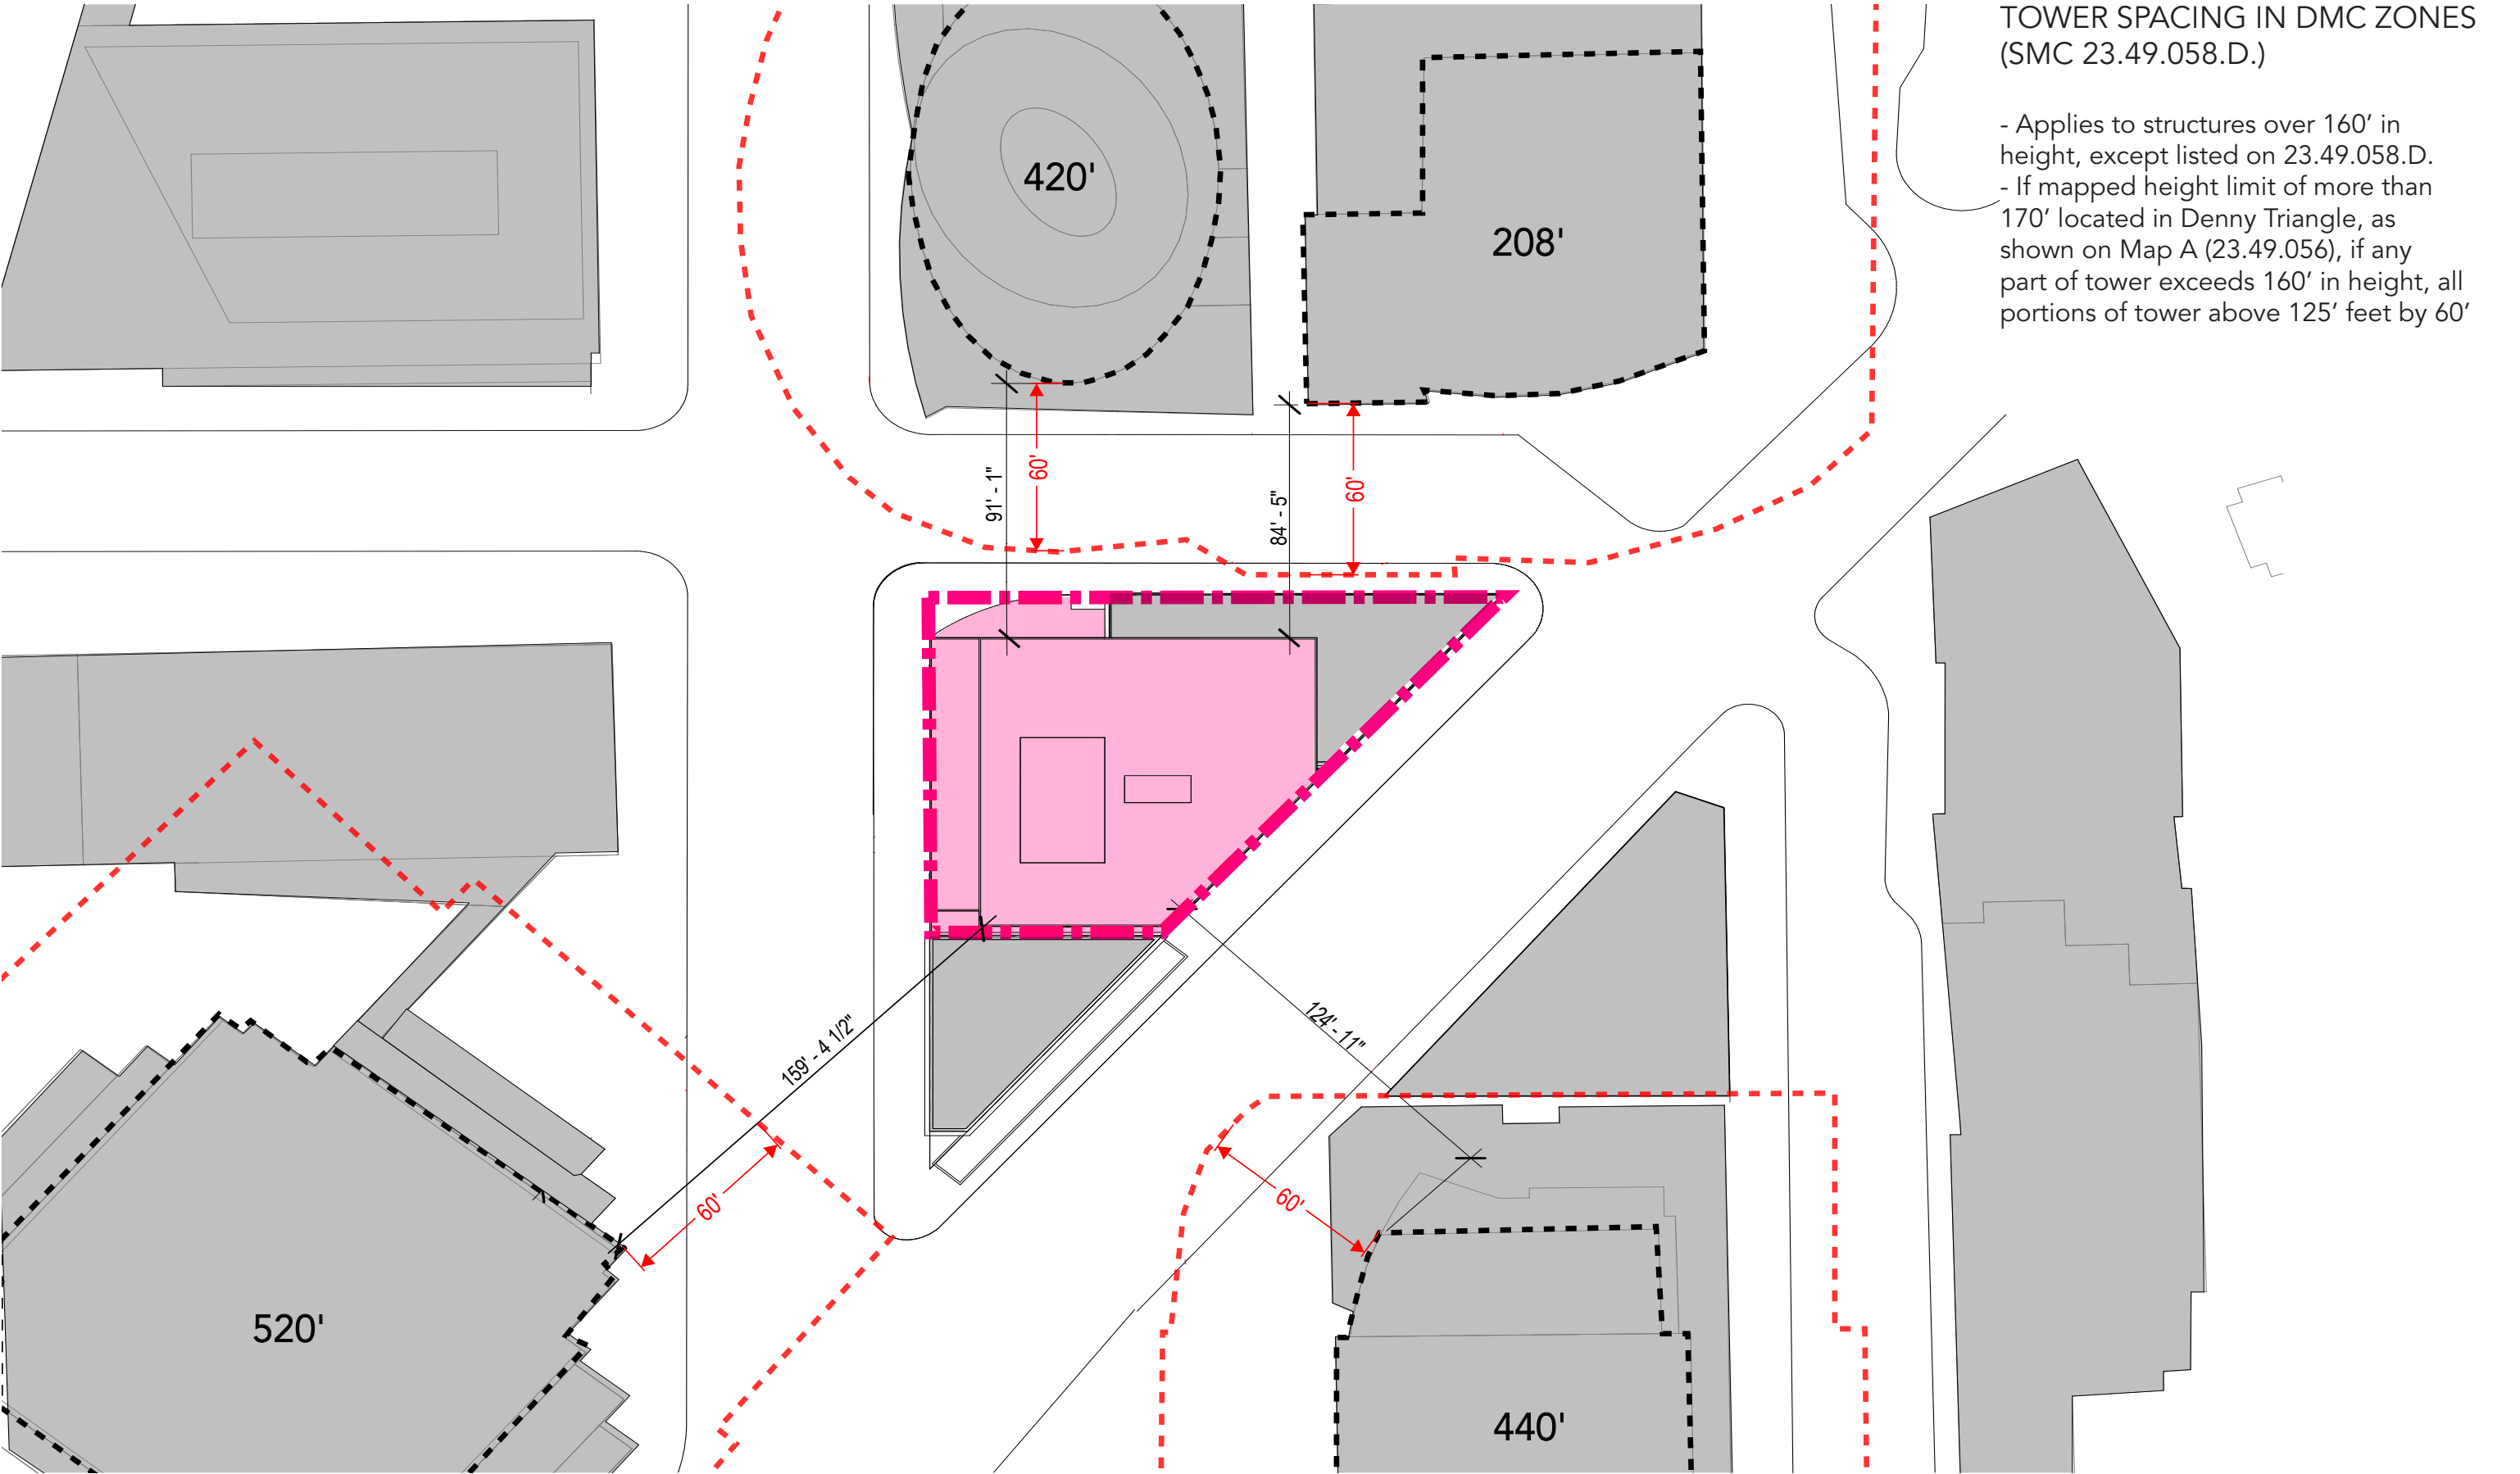 TOWER SPACING IN DMC ZONES
(SMC 23.49.058.D.)
- Applies to structures over 160’ in
height, except listed on 23.49.058.D.
- If mapped height limit of more than
170’ located in Denny Triangle, as
shown on Map A (23.49.056), if any
part of tower exceeds 160’ in height, all
portions of tower above 125’ feet by 60’
420'
208'
91' - 1"
60'
84' - 5"
60'
159' - 4 1/2"
124' - 11"
60'
60'
520'
440'